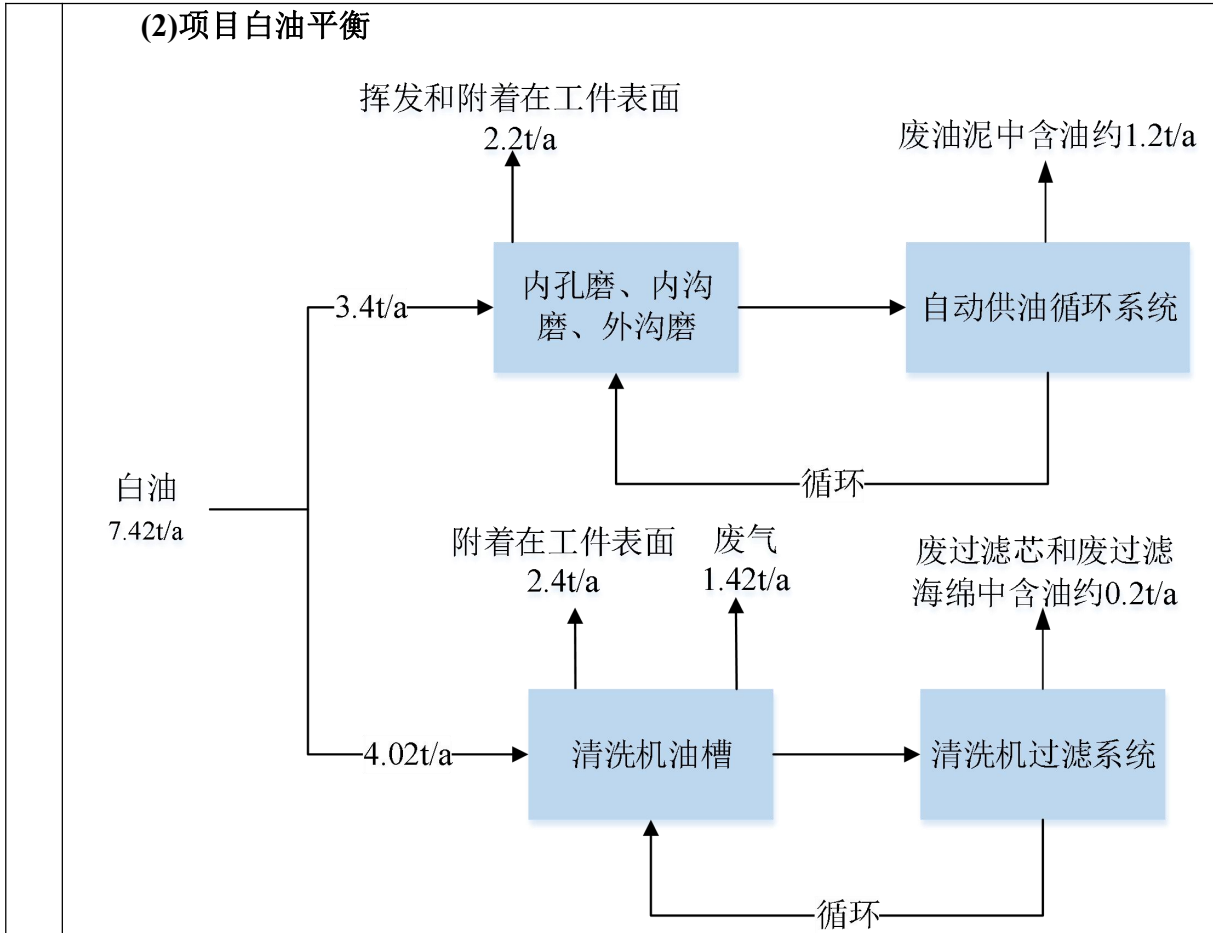 (2)项目白油平衡
挥发和附着在工件表面
2.2t/a
废油泥中含油约1.2t/a
3.4t/a
内孔磨、内沟
磨、外沟磨
自动供油循环系统
循环
白油
7.42t/a
附着在工件表面
2.4t/a
废气
1.42t/a
废过滤芯和废过滤
海绵中含油约0.2t/a
4.02t/a
清洗机油槽
清洗机过滤系统
循环